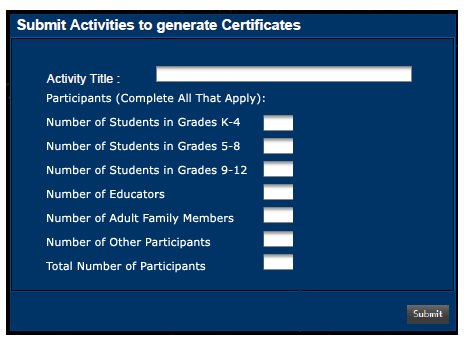 Submit Activities to generate Certificates
Activity Title :
Participants (Complete All That Apply):
Number of Students in Grades K-4
Number of Students in Grades 5-8
Number of Students in Grades 9-12
Number of Educators
Number of Adult Family Members
Number of Other Participants
Total Number of Participants
Submit